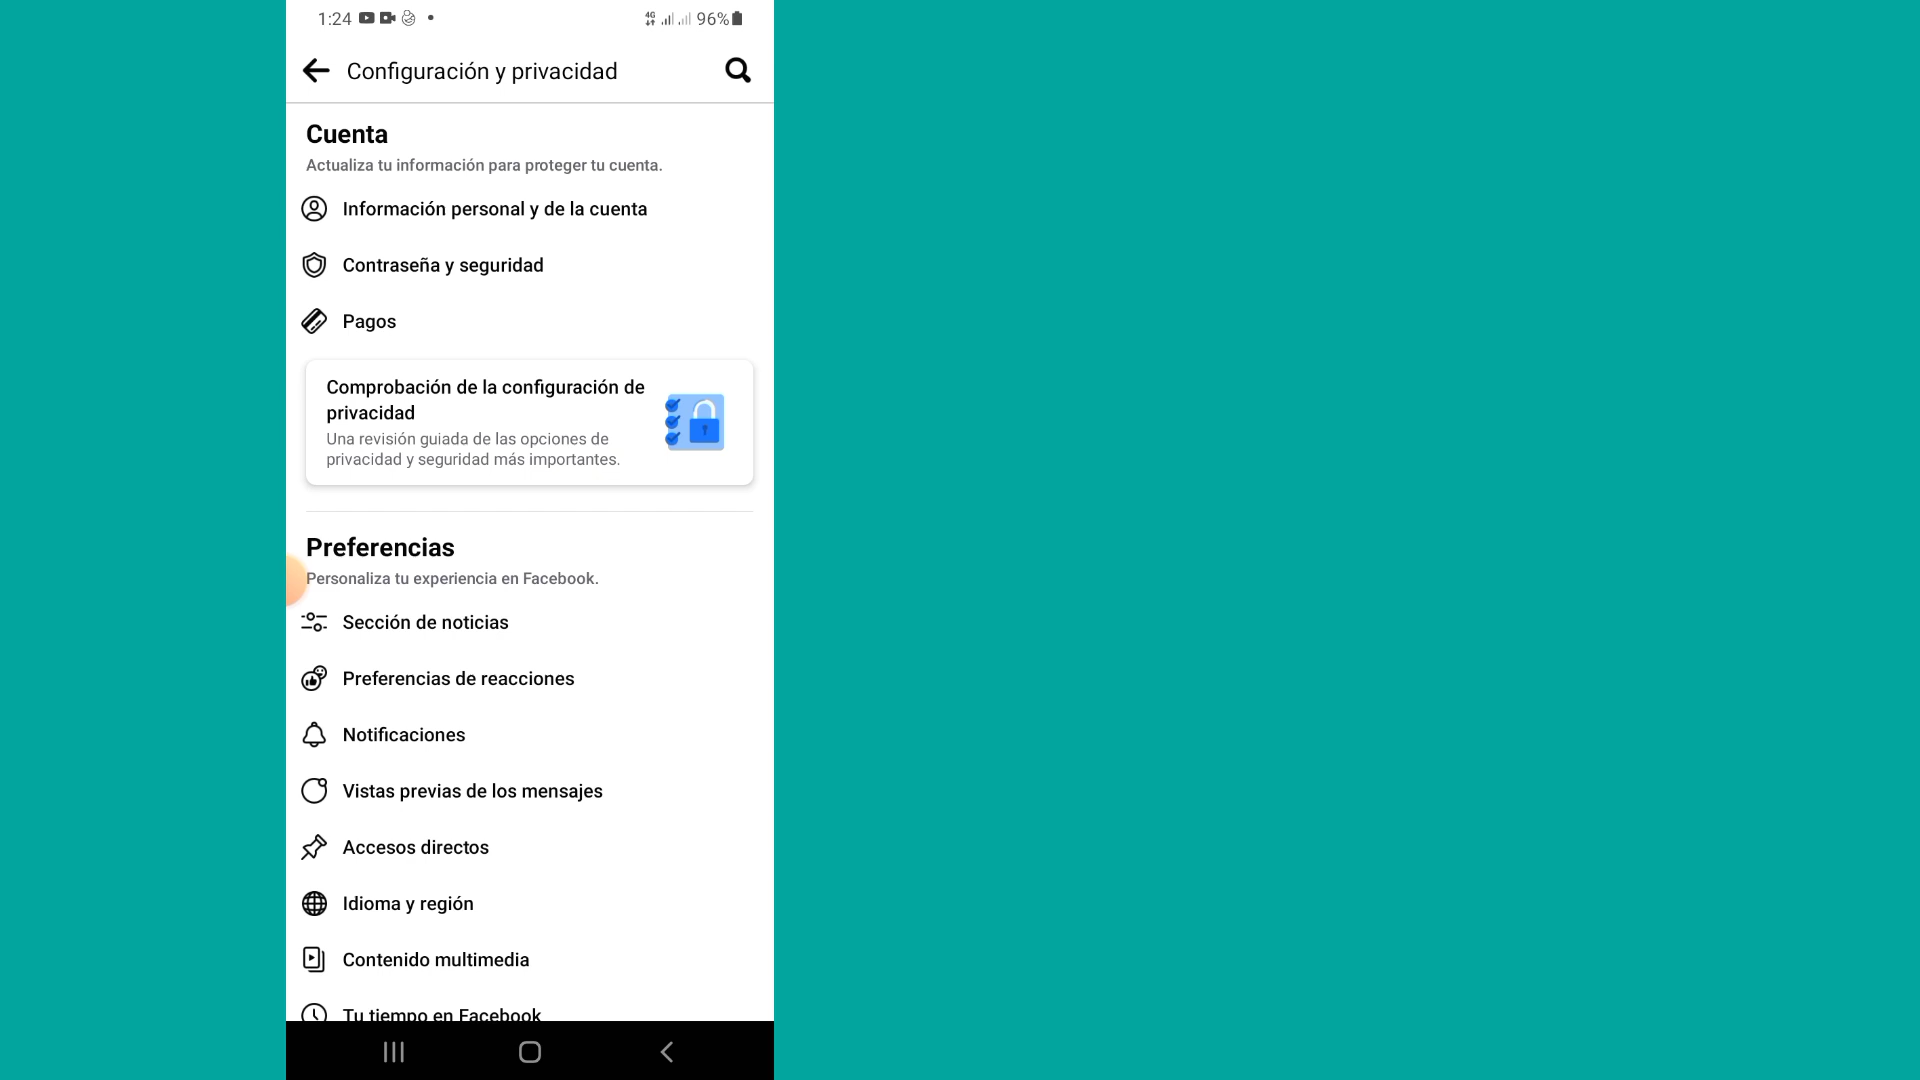 1:24
4G 96%
Configuración y privacidad
Cuenta
Actualiza tu información para proteger tu cuenta.
Información personal y de la cuenta
Contraseña y seguridad
Pagos
Comprobación de la configuración de
privacidad
Una revisión guiada de las opciones de
privacidad y seguridad más importantes.
Preferencias
Personaliza tu experiencia en Facebook.
Sección de noticias
Preferencias de reacciones
Notificaciones
Vistas previas de los mensajes
Accesos directos
Idioma y región
Contenido multimedia
Tu tiempo en Facebook